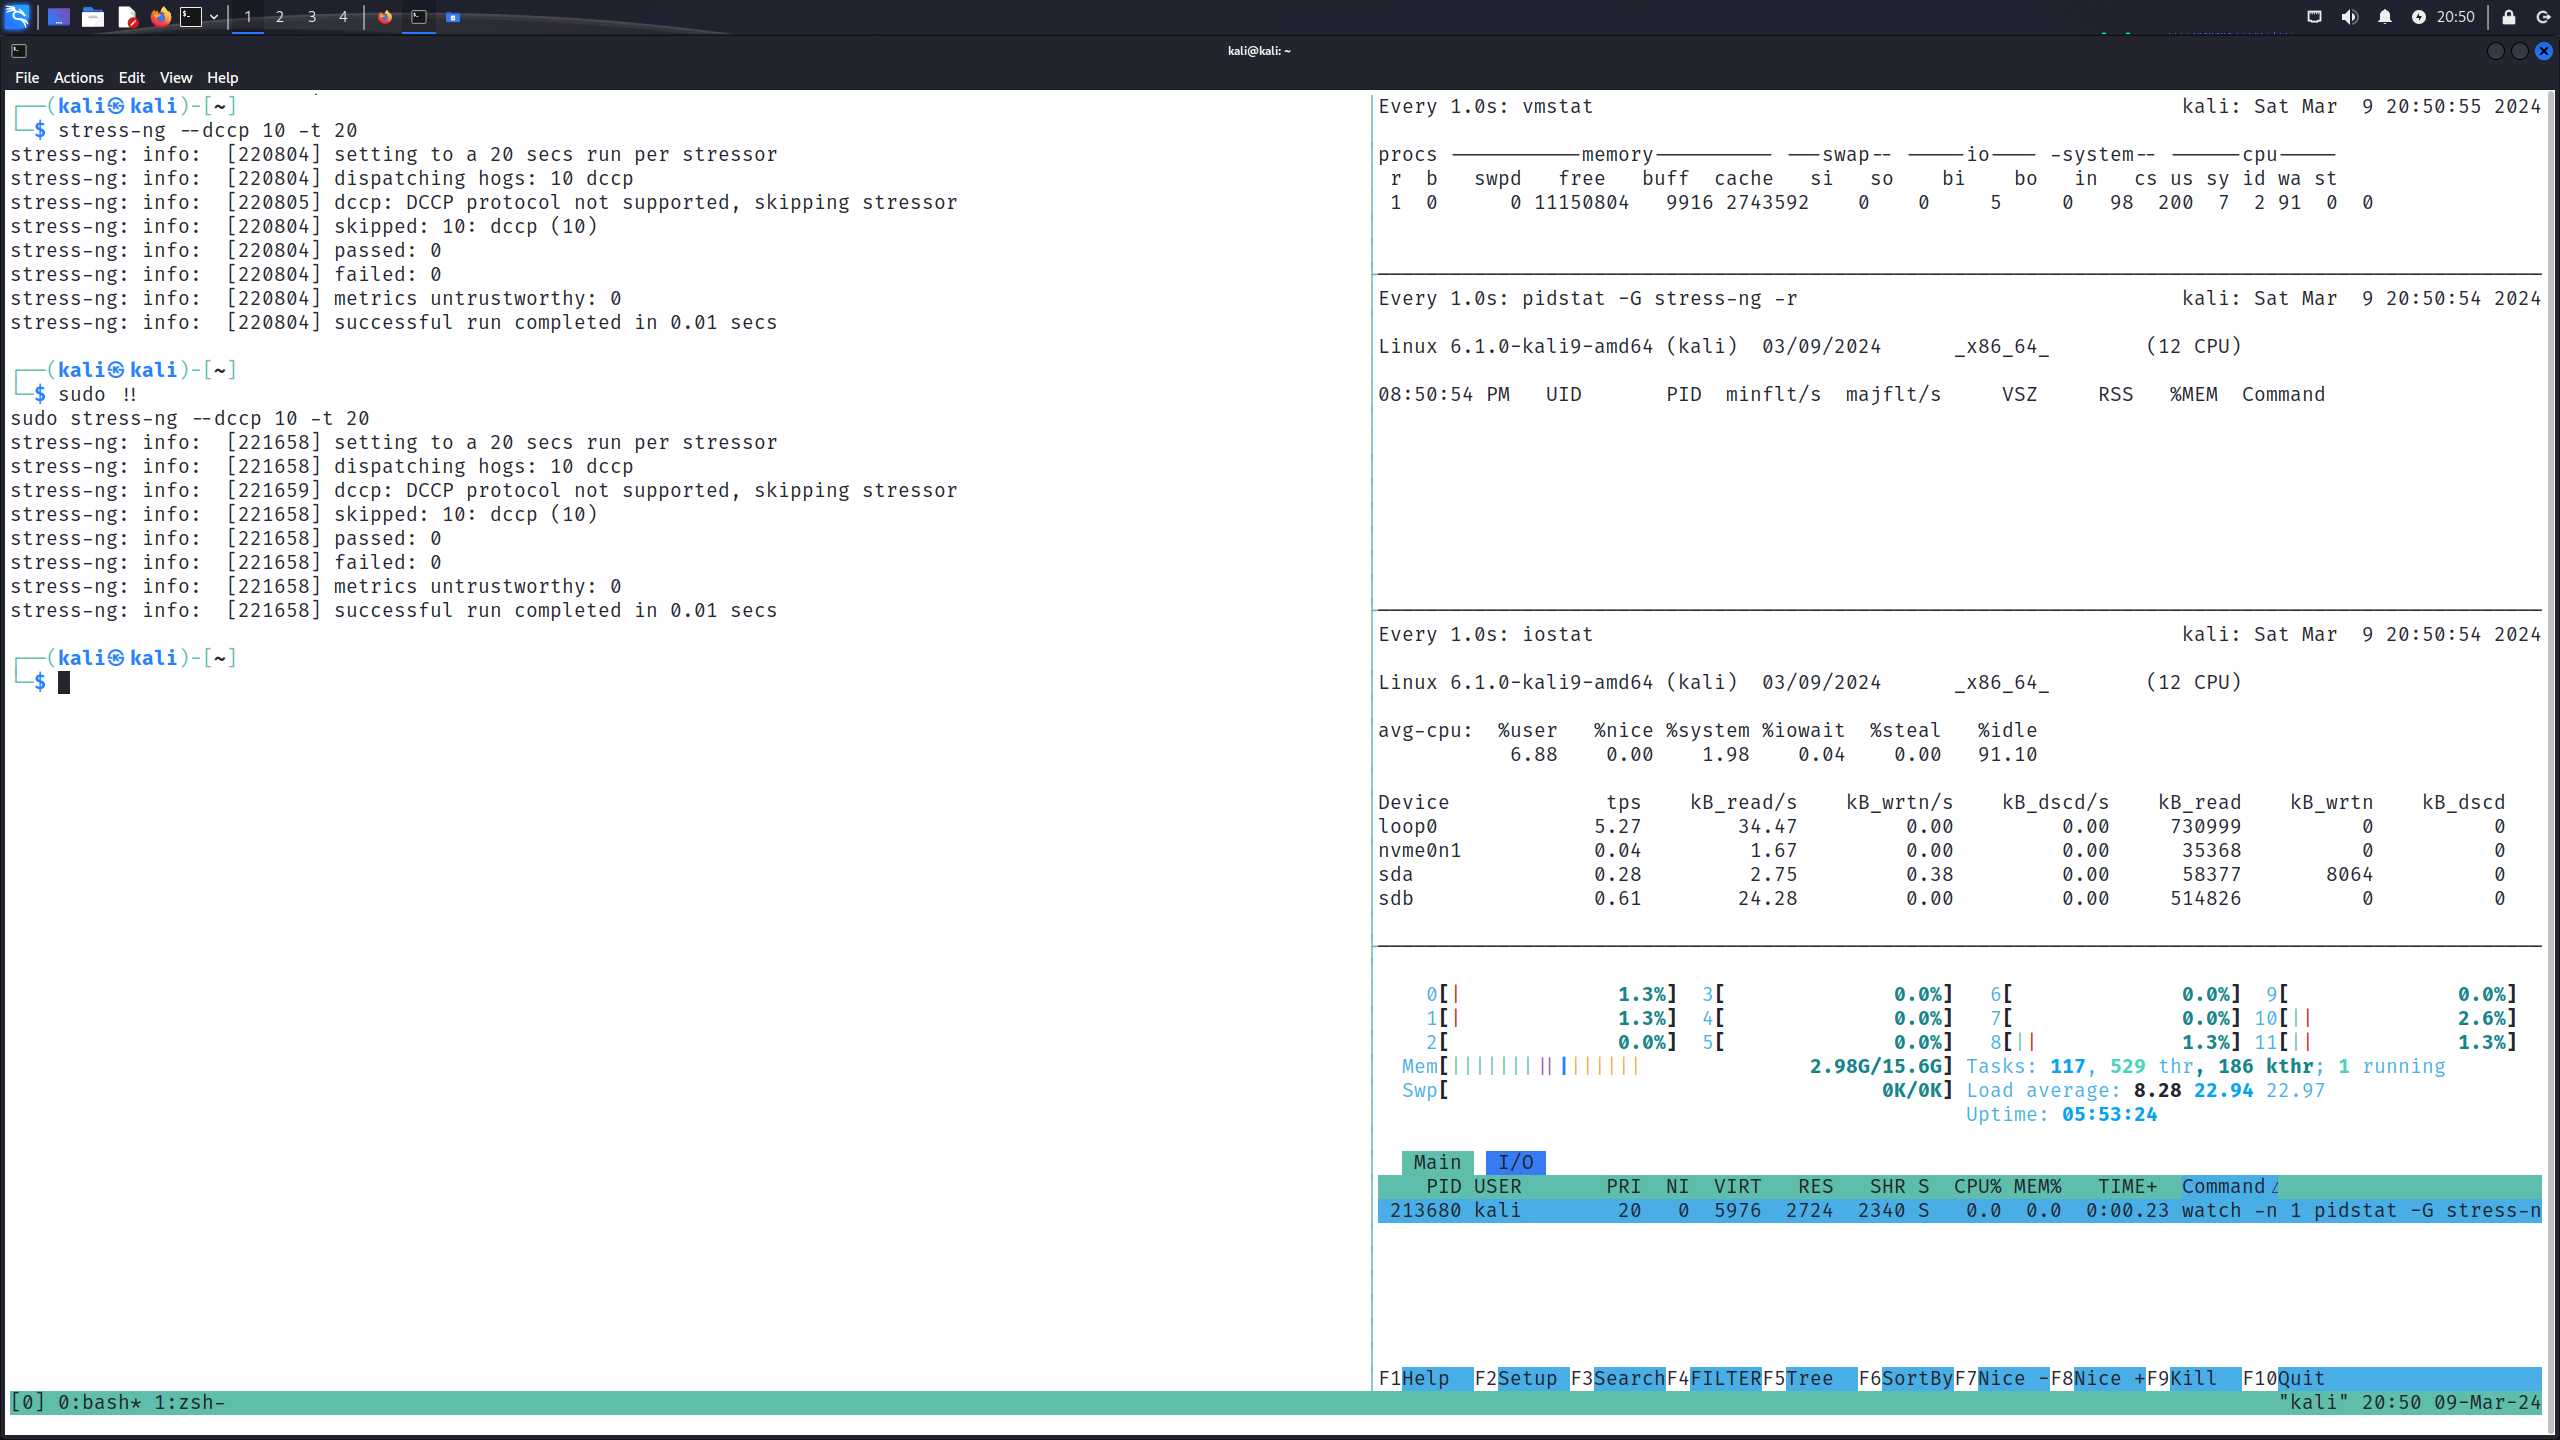 1 2 3 4 20:50
kali@kali: ~
File Actions Edit View Help
┌──(kali㉿kali)-[~]
└─$ stress-ng --dccp 10 -t 20
stress-ng: info:  [220804] setting to a 20 secs run per stressor
stress-ng: info:  [220804] dispatching hogs: 10 dccp
stress-ng: info:  [220805] dccp: DCCP protocol not supported, skipping stressor
stress-ng: info:  [220804] skipped: 10: dccp (10)
stress-ng: info:  [220804] passed: 0
stress-ng: info:  [220804] failed: 0
stress-ng: info:  [220804] metrics untrustworthy: 0
stress-ng: info:  [220804] successful run completed in 0.01 secs
┌──(kali㉿kali)-[~]
└─$ sudo !!
sudo stress-ng --dccp 10 -t 20
stress-ng: info:  [221658] setting to a 20 secs run per stressor
stress-ng: info:  [221658] dispatching hogs: 10 dccp
stress-ng: info:  [221659] dccp: DCCP protocol not supported, skipping stressor
stress-ng: info:  [221658] skipped: 10: dccp (10)
stress-ng: info:  [221658] passed: 0
stress-ng: info:  [221658] failed: 0
stress-ng: info:  [221658] metrics untrustworthy: 0
stress-ng: info:  [221658] successful run completed in 0.01 secs
┌──(kali㉿kali)-[~]
└─$
Every 1.0s: vmstat kali: Sat Mar  9 20:50:55 2024
procs -----------memory---------- ---swap-- -----io---- -system-- ------cpu-----
r b swpd free buff cache si so bi bo in cs us sy id wa st
1 0 0 11150804 9916 2743592 0 0 5 0 98 200 7 2 91 0 0
Every 1.0s: pidstat -G stress-ng -r kali: Sat Mar  9 20:50:54 2024
Linux 6.1.0-kali9-amd64 (kali) 03/09/2024 _x86_64_ (12 CPU)
08:50:54 PM UID PID minflt/s majflt/s VSZ RSS %MEM Command
Every 1.0s: iostat kali: Sat Mar  9 20:50:54 2024
Linux 6.1.0-kali9-amd64 (kali) 03/09/2024 _x86_64_ (12 CPU)
avg-cpu: %user %nice %system %iowait %steal %idle
6.88 0.00 1.98 0.04 0.00 91.10
Device tps kB_read/s kB_wrtn/s kB_dscd/s kB_read kB_wrtn kB_dscd
loop0 5.27 34.47 0.00 0.00 730999 0 0
nvme0n1 0.04 1.67 0.00 0.00 35368 0 0
sda 0.28 2.75 0.38 0.00 58377 8064 0
sdb 0.61 24.28 0.00 0.00 514826 0 0
0[| 1.3%] 3[ 0.0%] 6[ 0.0%] 9[ 0.0%]
1[| 1.3%] 4[ 0.0%] 7[ 0.0%] 10[|| 2.6%]
2[ 0.0%] 5[ 0.0%] 8[|| 1.3%] 11[|| 1.3%]
Mem[|||||||||||||||| 2.98G/15.6G] Tasks: 117, 529 thr, 186 kthr; 1 running
Swp[ 0K/0K] Load average: 8.28 22.94 22.97
Uptime: 05:53:24
Main I/O
PID USER PRI NI VIRT RES SHR S CPU% MEM% TIME+ Command△
213680 kali 20 0 5976 2724 2340 S 0.0 0.0 0:00.23 watch -n 1 pidstat -G stress-n
F1Help F2Setup F3SearchF4FILTERF5Tree F6SortByF7Nice -F8Nice +F9Kill F10Quit
[0] 0:bash* 1:zsh- "kali" 20:50 09-Mar-24